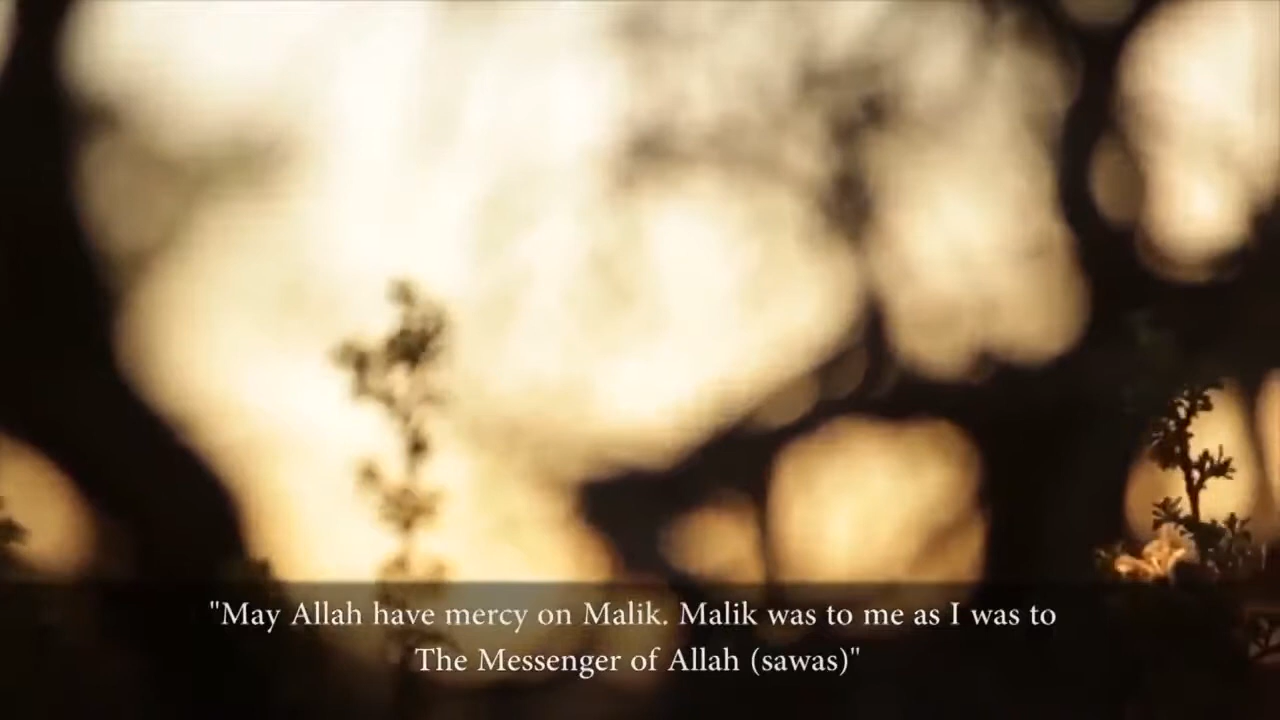 "May Allah have mercy on Malik. Malik was to me as I was to
The Messenger of Allah (sawas)"